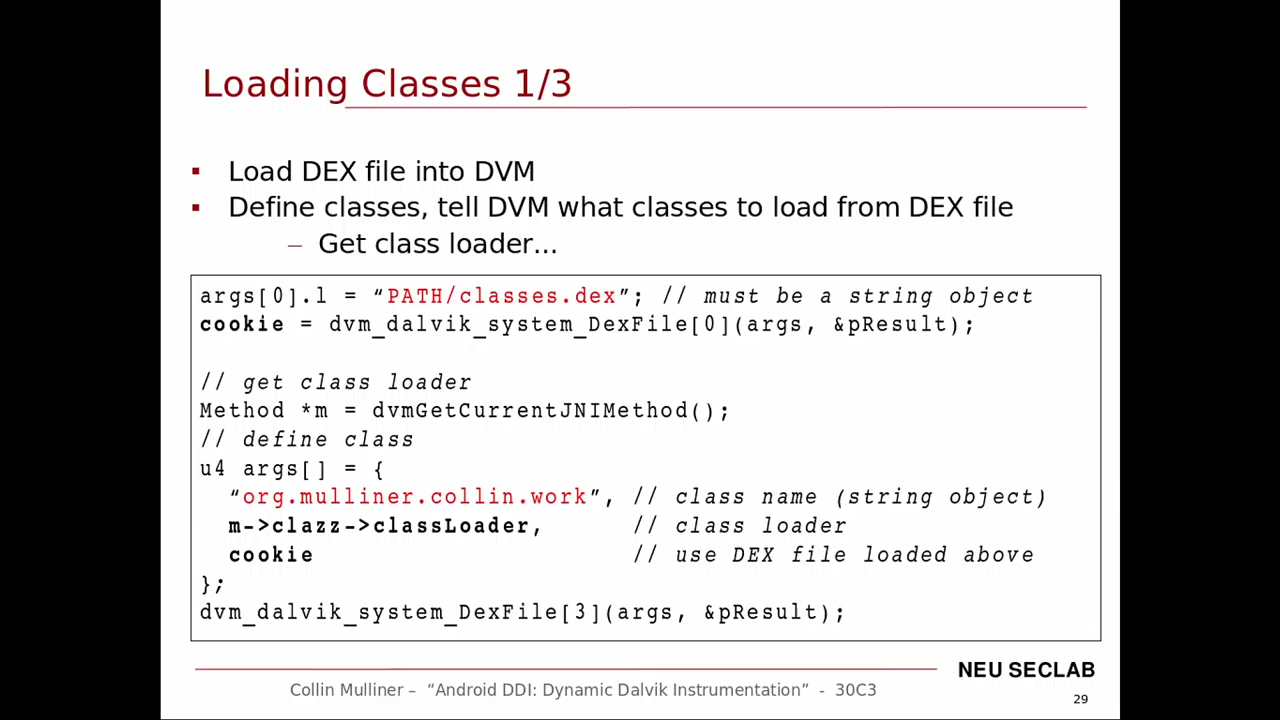 Loading Classes 1/3
▪ Load DEX file into DVM
▪ Define classes, tell DVM what classes to load from DEX file
– Get class loader...
args[0].l = “PATH/classes.dex”; // must be a string object
cookie = dvm_dalvik_system_DexFile[0](args, &pResult);
// get class loader
Method *m = dvmGetCurrentJNIMethod();
// define class
u4 args[] = {
“org.mulliner.collin.work”, // class name (string object)
m->clazz->classLoader, // class loader
cookie // use DEX file loaded above
};
dvm_dalvik_system_DexFile[3](args, &pResult);
NEU SECLAB
Collin Mulliner – “Android DDI: Dynamic Dalvik Instrumentation” - 30C3
29